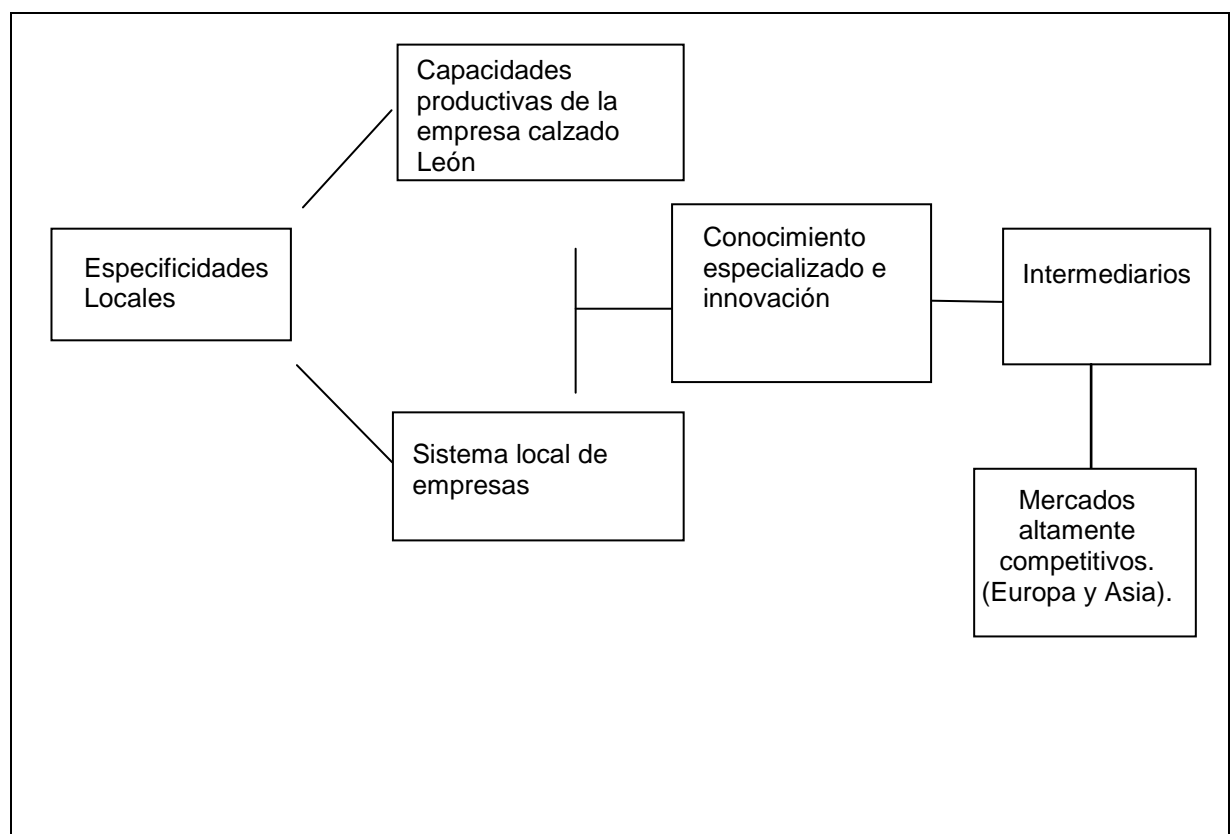 Capacidades
productivas de la
empresa calzado
León
Especificidades
Locales
Conocimiento
especializado e
innovación
Intermediarios
Sistema local de
empresas
Mercados
altamente
competitivos.
(Europa y Asia).